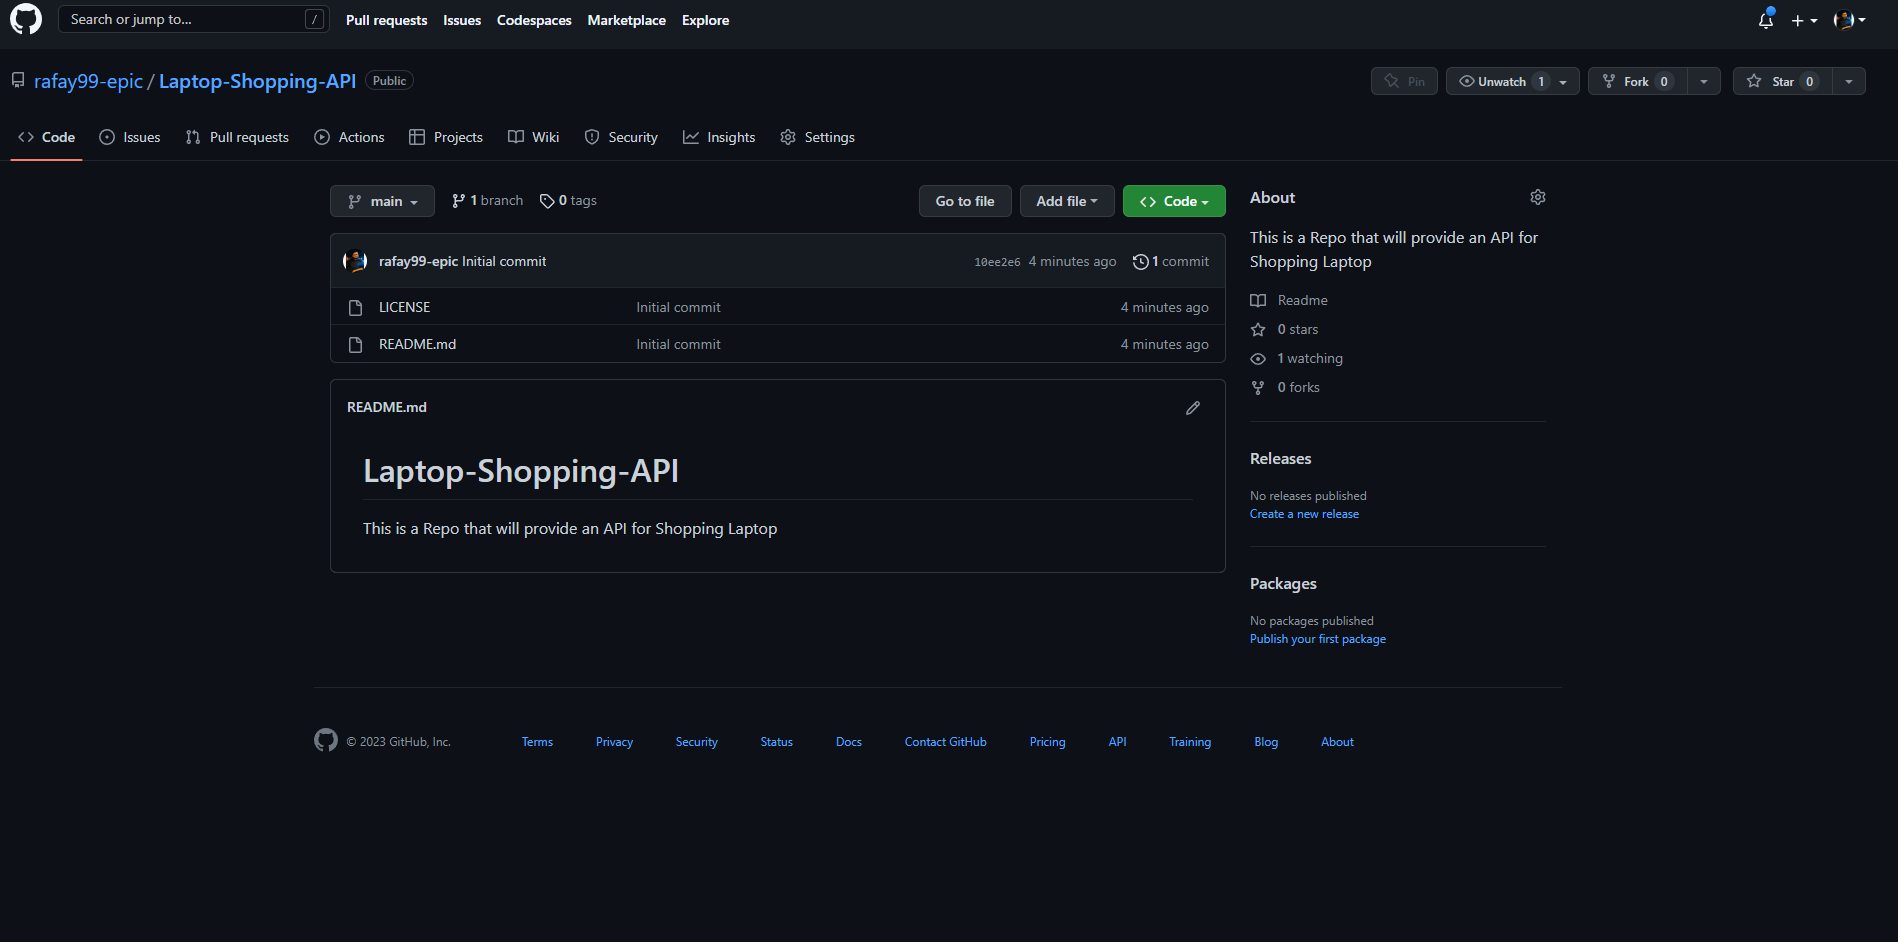 Search or jump to... /
Pull requests Issues Codespaces Marketplace Explore
rafay99-epic / Laptop-Shopping-API Public
Pin Unwatch 1 Fork 0 Star 0
Code Issues Pull requests Actions Projects Wiki Security Insights Settings
main 1 branch 0 tags Go to file Add file Code
rafay99-epic Initial commit 10ee2e6 4 minutes ago 1 commit
LICENSE Initial commit 4 minutes ago
README.md Initial commit 4 minutes ago
README.md
Laptop-Shopping-API
This is a Repo that will provide an API for Shopping Laptop
About
This is a Repo that will provide an API for
Shopping Laptop
Readme
0 stars
1 watching
0 forks
Releases
No releases published
Create a new release
Packages
No packages published
Publish your first package
© 2023 GitHub, Inc. Terms Privacy Security Status Docs Contact GitHub Pricing API Training Blog About